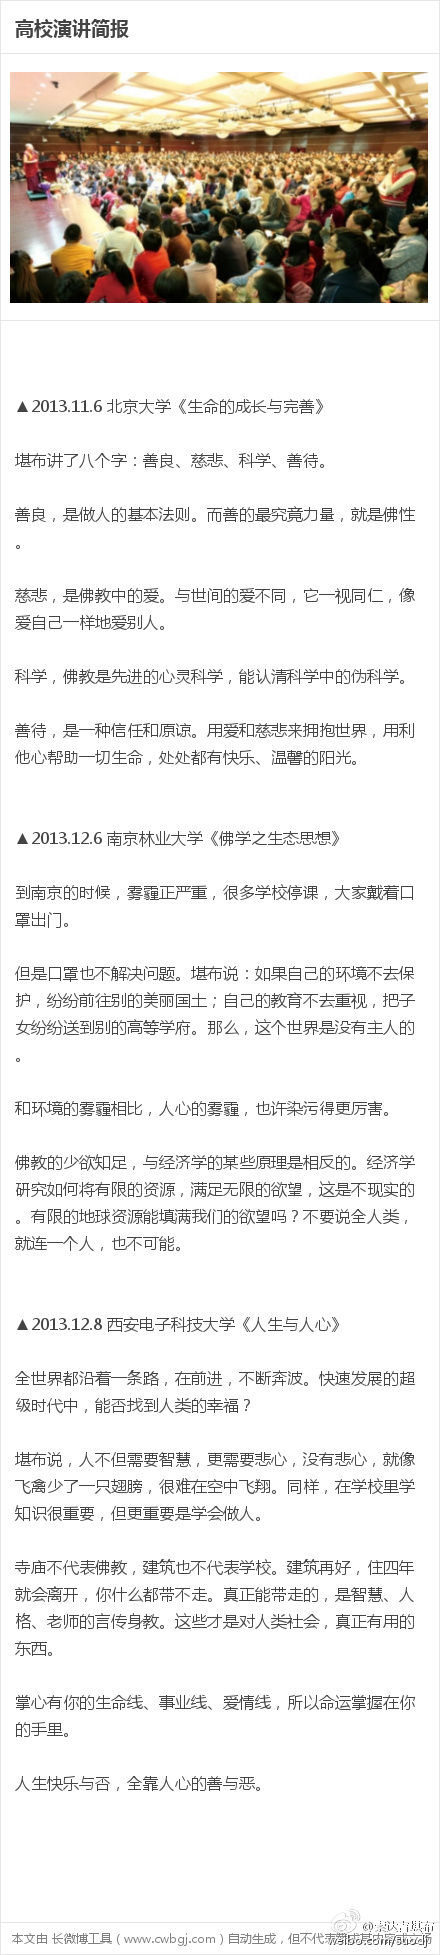 高校演讲简报
▲2013.11.6 北京大学《生命的成长与完善》
堪布讲了八个字：善良、慈悲、科学、善待。
善良，是做人的基本法则。而善的最究竟力量，就是佛性
。
慈悲，是佛教中的爱。与世间的爱不同，它一视同仁，像
爱自己一样地爱别人。
科学，佛教是先进的心灵科学，能认清科学中的伪科学。
善待，是一种信任和原谅。用爱和慈悲来拥抱世界，用利
他心帮助一切生命，处处都有快乐、温馨的阳光。
▲2013.12.6 南京林业大学《佛学之生态思想》
到南京的时候，雾霾正严重，很多学校停课，大家戴着口
罩出门。
但是口罩也不解决问题。堪布说：如果自己的环境不去保
护，纷纷前往别的美丽国土；自己的教育不去重视，把子
女纷纷送到别的高等学府。那么，这个世界是没有主人的
。
和环境的雾霾相比，人心的雾霾，也许染污得更厉害。
佛教的少欲知足，与经济学的某些原理是相反的。经济学
研究如何将有限的资源，满足无限的欲望，这是不现实的
。有限的地球资源能填满我们的欲望吗？不要说全人类，
就连一个人，也不可能。
▲2013.12.8 西安电子科技大学《人生与人心》
全世界都沿着一条路，在前进，不断奔波。快速发展的超
级时代中，能否找到人类的幸福？
堪布说，人不但需要智慧，更需要悲心，没有悲心，就像
飞禽少了一只翅膀，很难在空中飞翔。同样，在学校里学
知识很重要，但更重要是学会做人。
寺庙不代表佛教，建筑也不代表学校。建筑再好，住四年
就会离开，你什么都带不走。真正能带走的，是智慧、人
格、老师的言传身教。这些才是对人类社会，真正有用的
东西。
掌心有你的生命线、事业线、爱情线，所以命运掌握在你
的手里。
人生快乐与否，全靠人心的善与恶。
本文由 长微博工具（www.cwbgj.com）自动生成，但不代表
weibo.com/suodj